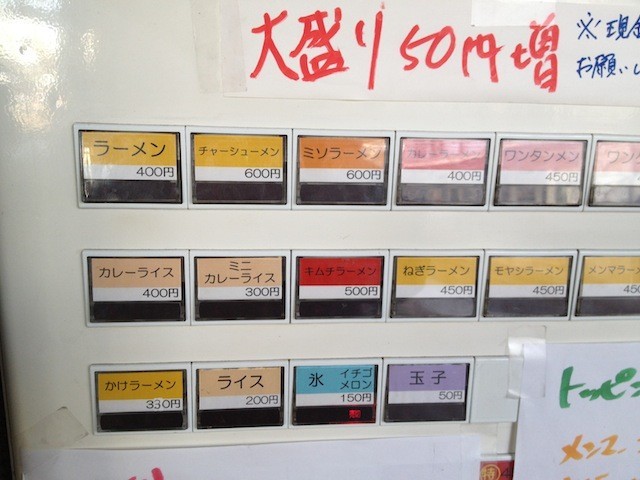 大盛り50円増
※現金
お願いし
ラーメン
400円
チャーシューメン
600円
ミソラーメン
600円
400円
ワンタンメン
450円
ワン
カレーライス
400円
ミニ
カレーライス
300円
キムチラーメン
500円
ねぎラーメン
450円
モヤシラーメン
450円
メンマラーメン
450
かけラーメン
330円
ライス
200円
氷 イチゴ
メロン
150円
玉子
50円
トッピン
メンマ
特